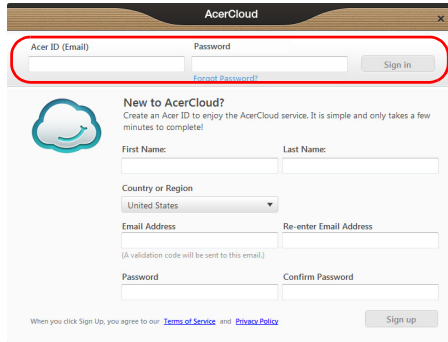 AcerCloud
×
Acer ID (Email) Password
Sign in
Forgot Password?
New to AcerCloud?
Create an Acer ID to enjoy the AcerCloud service. It is simple and only takes a few
minutes to complete!
First Name: Last Name:
Country or Region
United States
Email Address Re-enter Email Address
(A validation code will be sent to this email.)
Password Confirm Password
When you click Sign Up, you agree to our Terms of Service and Privacy Policy
Sign up